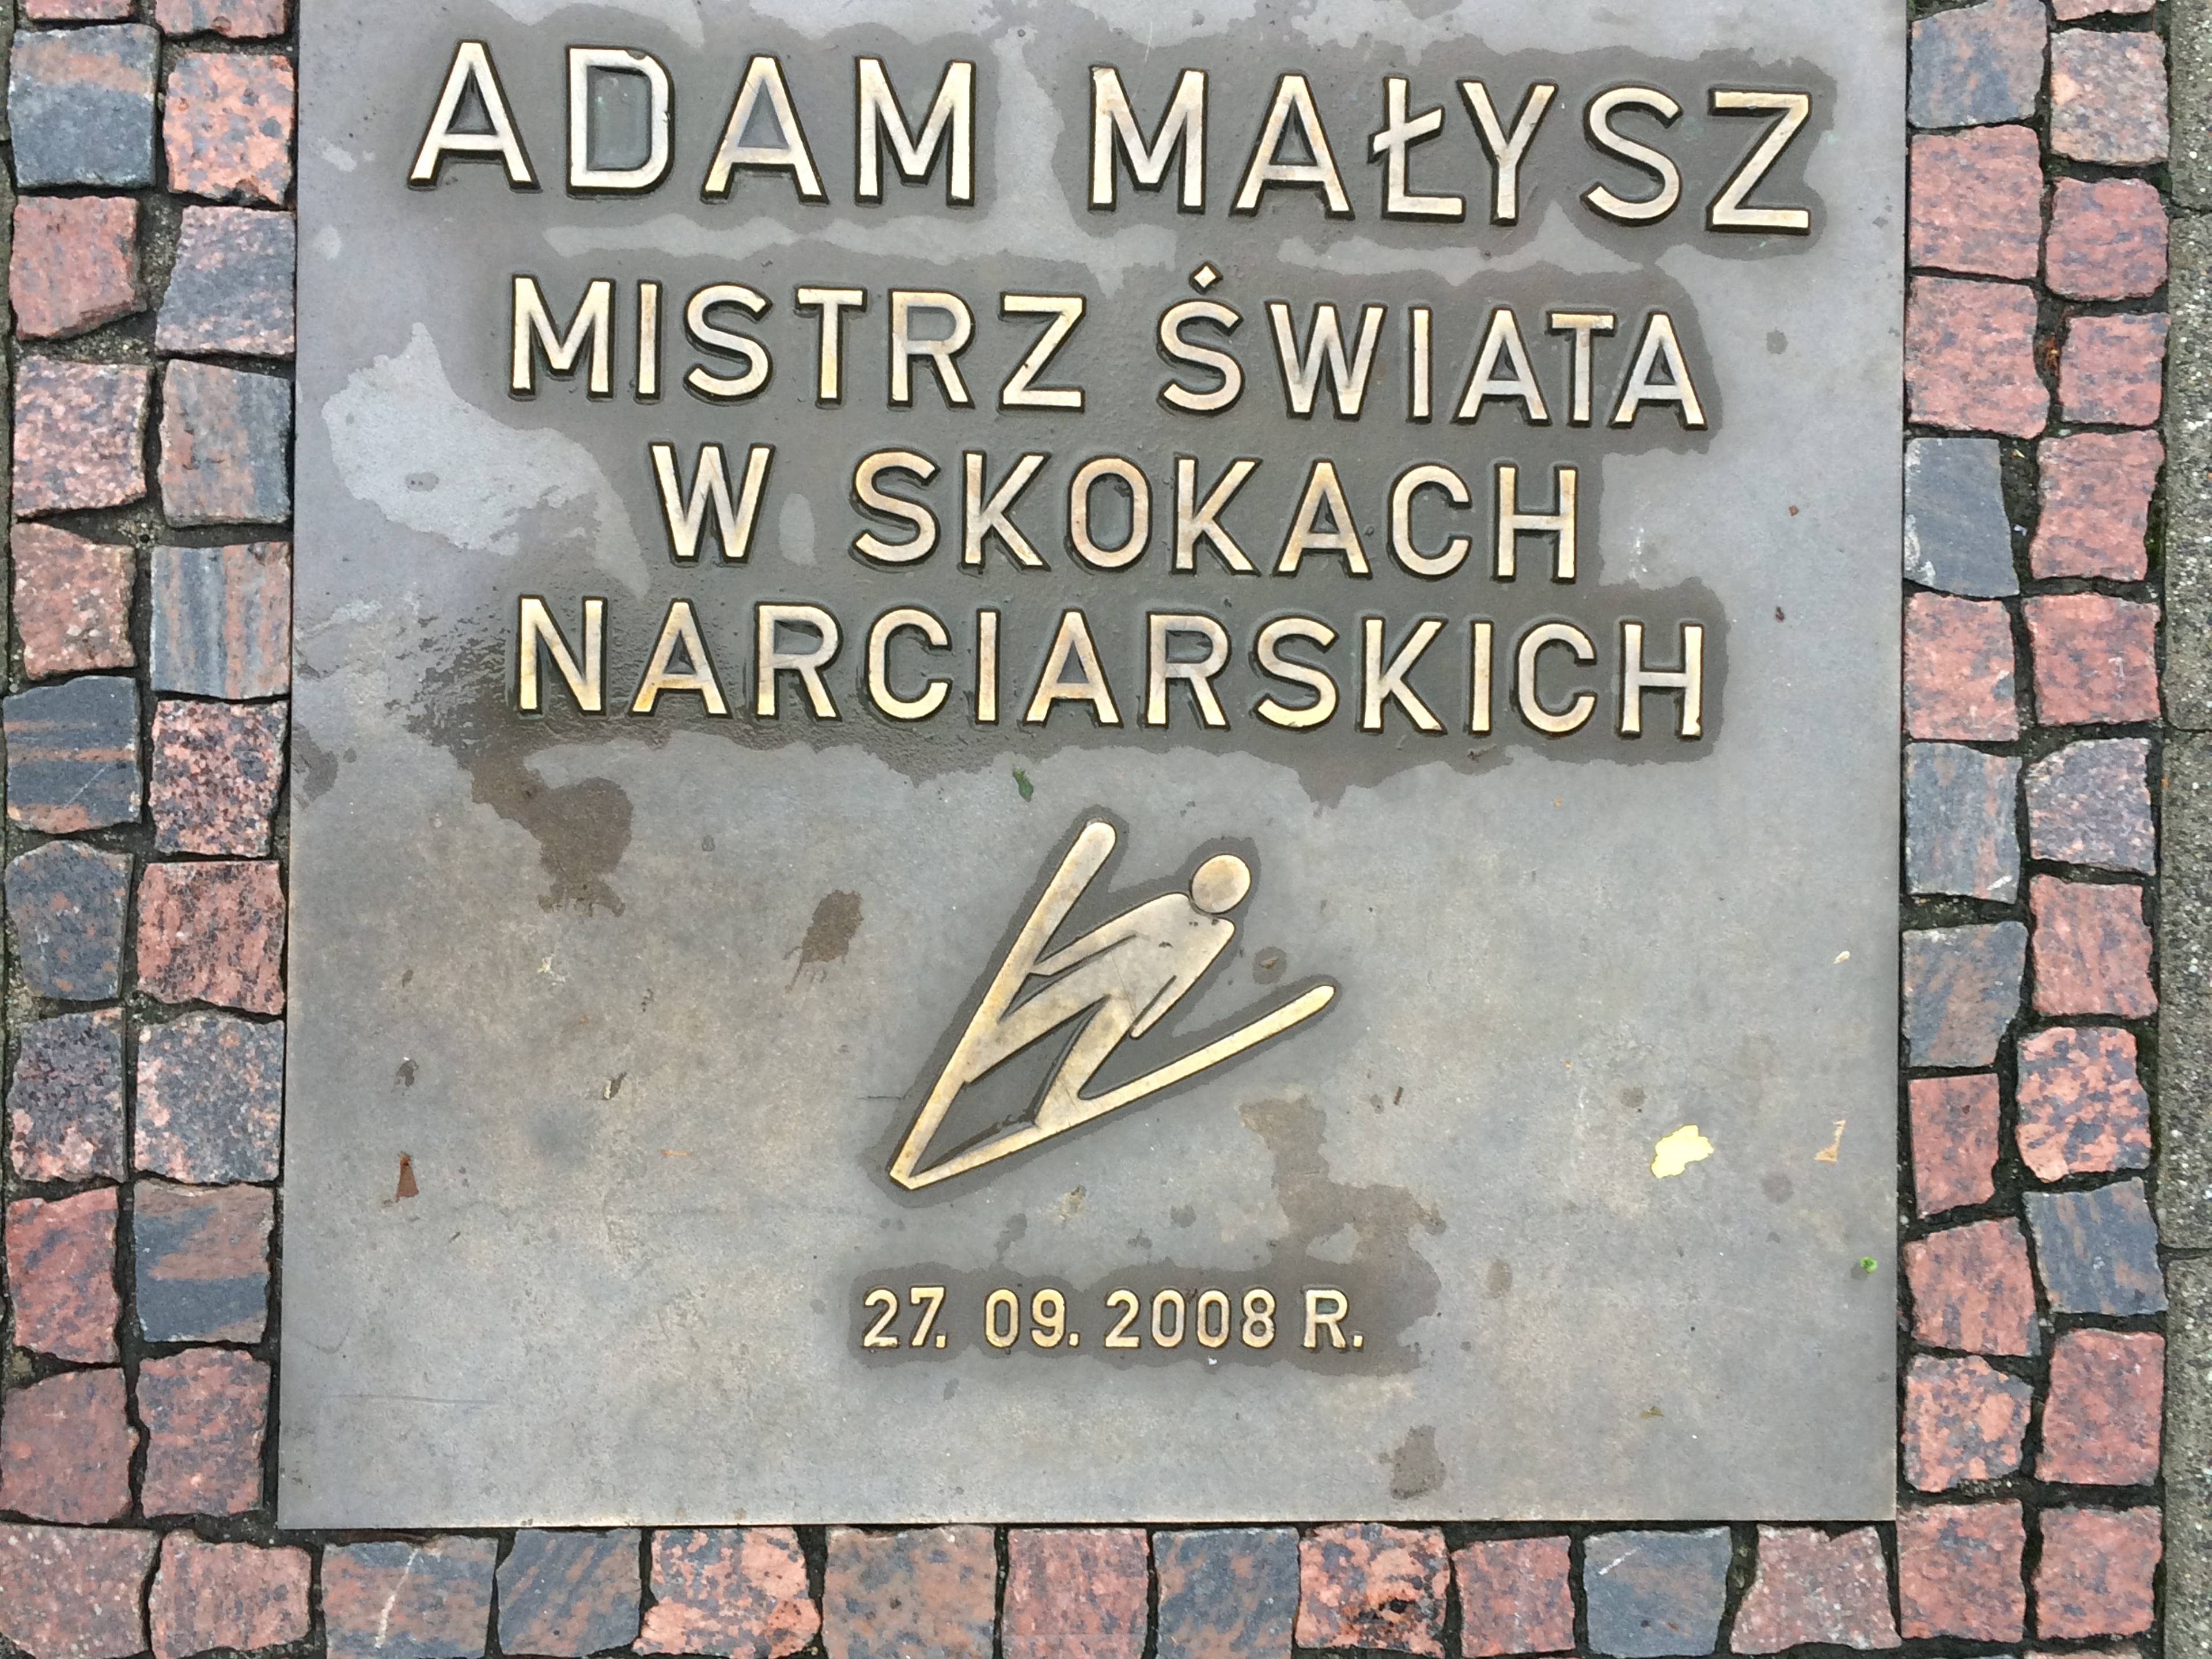 ADAM MAŁYSZ
MISTRZ ŚWIATA
W SKOKACH
NARCIARSKICH
27. 09. 2008 R.